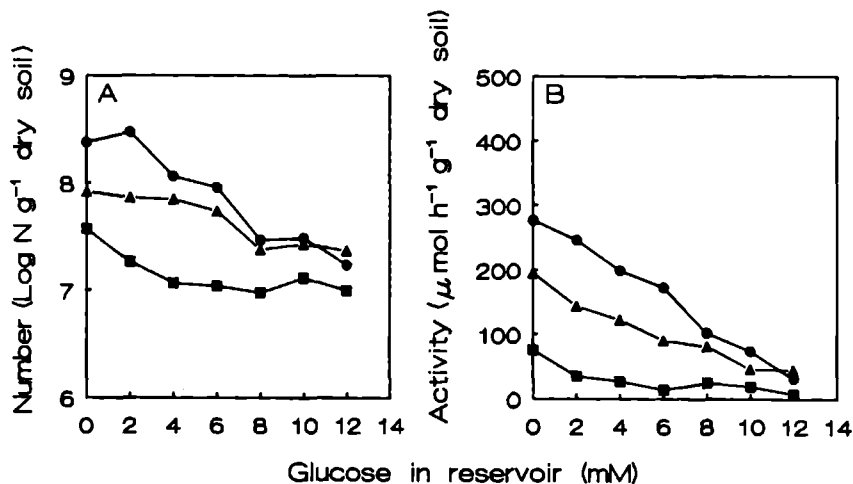 A
Number (Log N g⁻¹ dry soil)
9
8
7
6
0 2 4 6 8 10 12 14
B
Activity (μmol h⁻¹ g⁻¹ dry soil)
500
400
300
200
100
0
0 2 4 6 8 10 12 14
Glucose in reservoir (mM)